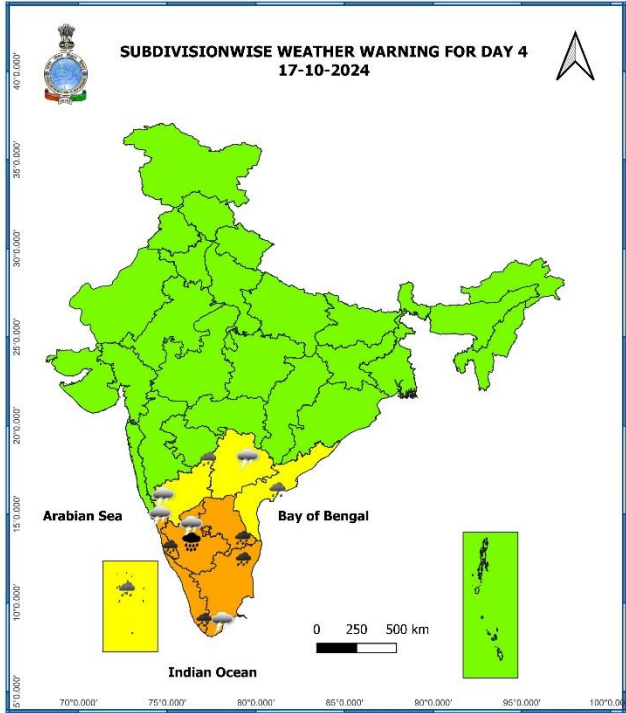 SUBDIVISIONWISE WEATHER WARNING FOR DAY 4
17-10-2024
40°0.000'
35°0.000'
30°0.000'
25°0.000'
20°0.000'
15°0.000'
10°0.000'
5°0.000'
Arabian Sea
Bay of Bengal
0 250 500 km
Indian Ocean
70°0.000' 75°0.000' 80°0.000' 85°0.000' 90°0.000' 95°0.000' 100°0.000'